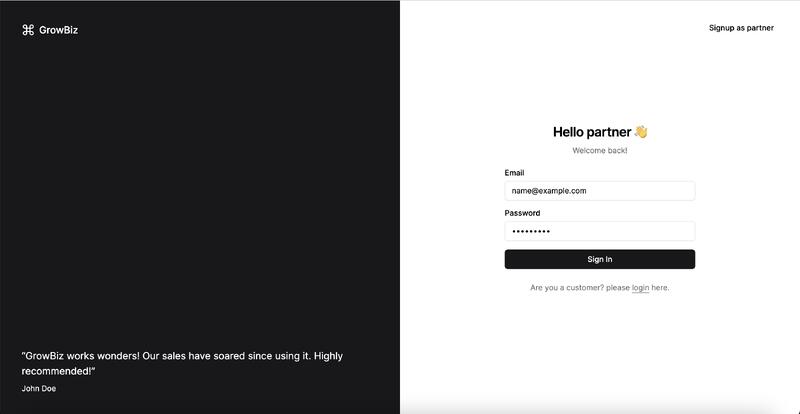 ⌘ GrowBiz
Signup as partner
Hello partner 👋
Welcome back!
Email
name@example.com
Password
•••••••••
Sign In
Are you a customer? please login here.
“GrowBiz works wonders! Our sales have soared since using it. Highly
recommended!”
John Doe